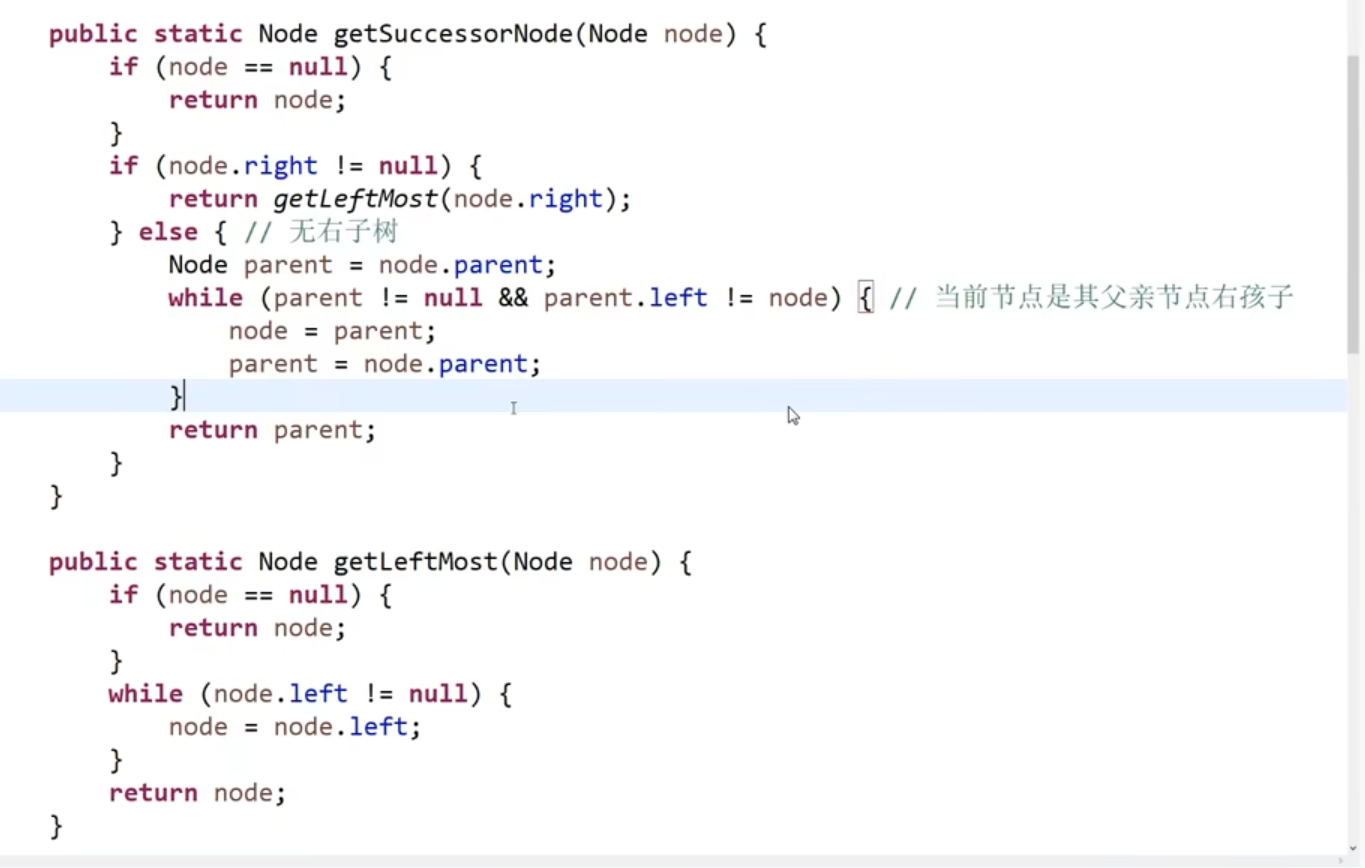 public static Node getSuccessorNode(Node node) {
if (node == null) {
return node;
}
if (node.right != null) {
return getLeftMost(node.right);
} else { // 无右子树
Node parent = node.parent;
while (parent != null && parent.left != node) { // 当前节点是其父亲节点右孩子
node = parent;
parent = node.parent;
}
return parent;
}
}
public static Node getLeftMost(Node node) {
if (node == null) {
return node;
}
while (node.left != null) {
node = node.left;
}
return node;
}